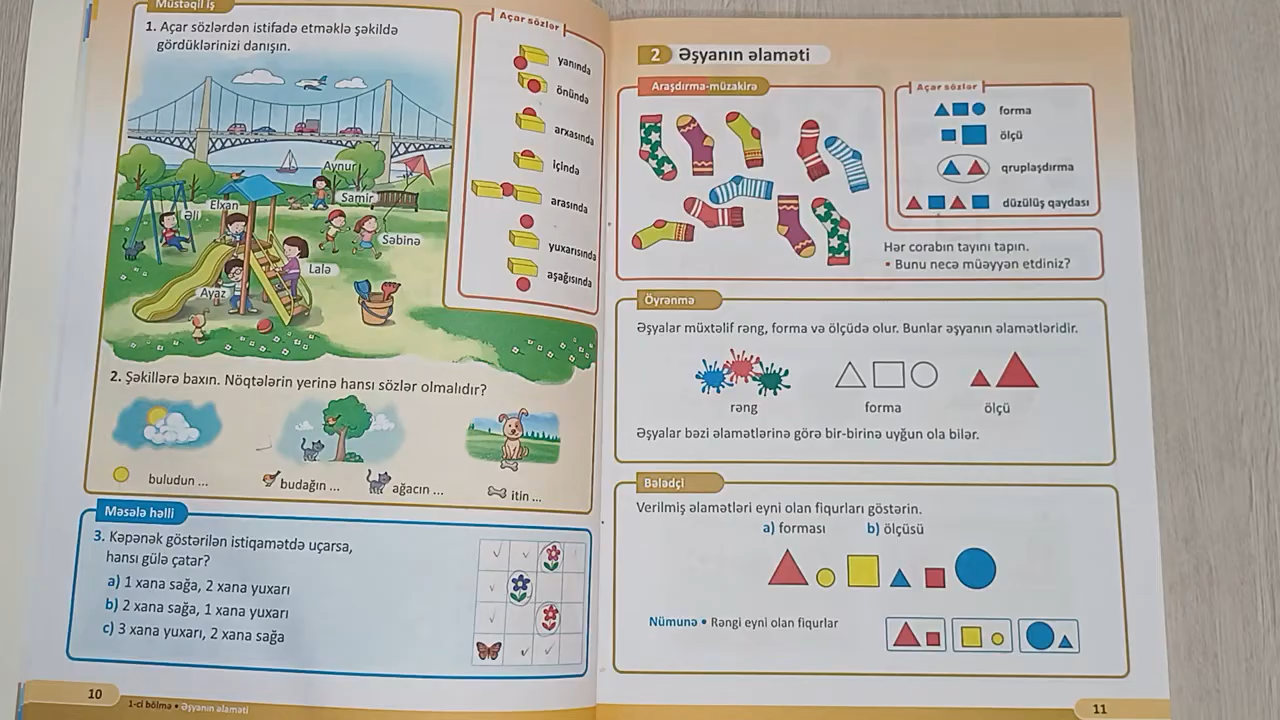 Müstəqil iş
1. Açar sözlərdən istifadə etməklə şəkildə
gördüklərinizi danışın.
Aynur
Samir
Elxan
Əli
Səbinə
Lalə
Ayaz
Açar sözlər
yanında
önündə
arxasında
içində
arasında
yuxarısında
aşağısında
2. Şəkillərə baxın. Nöqtələrin yerinə hansı sözlər olmalıdır?
buludun ...
budağın ...
ağacın ...
itin ...
Məsələ həlli
3. Kəpənək göstərilən istiqamətdə uçarsa,
hansı gülə çatar?
a) 1 xana sağa, 2 xana yuxarı
b) 2 xana sağa, 1 xana yuxarı
c) 3 xana yuxarı, 2 xana sağa
10
1-ci bölmə • Əşyanın əlaməti
2 Əşyanın əlaməti
Araşdırma-müzakirə
Açar sözlər
forma
ölçü
qruplaşdırma
düzülüş qaydası
Hər corabın tayını tapın.
• Bunu necə müəyyən etdiniz?
Öyrənmə
Əşyalar müxtəlif rəng, forma və ölçüdə olur. Bunlar əşyanın əlamətləridir.
rəng
forma
ölçü
Əşyalar bəzi əlamətlərinə görə bir-birinə uyğun ola bilər.
Bələdçi
Verilmiş əlamətləri eyni olan fiqurları göstərin.
a) forması b) ölçüsü
Nümunə • Rəngi eyni olan fiqurlar
11